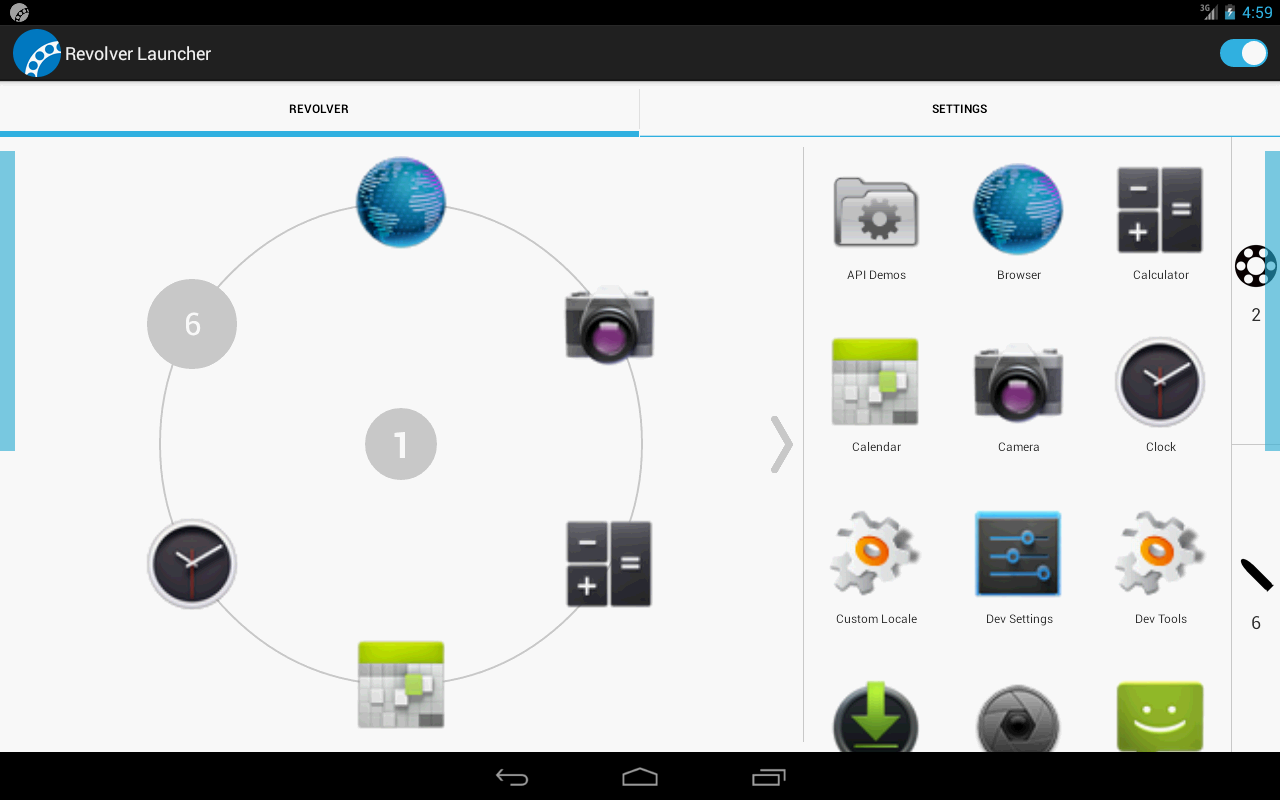 3G 4:59
Revolver Launcher
REVOLVER SETTINGS
6
1
API Demos Browser Calculator
2
Calendar Camera Clock
Custom Locale Dev Settings Dev Tools
6